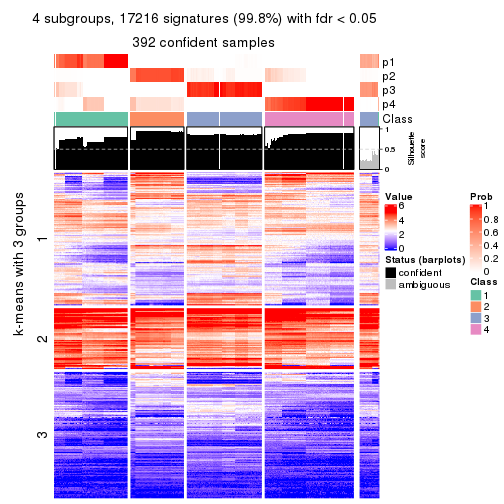 4 subgroups, 17216 signatures (99.8%) with fdr < 0.05
392 confident samples
p1
p2
p3
p4
Class
1
0.5
0
Silhouette
score
k-means with 3 groups
1
2
3
Value
6
4
2
0
Status (barplots)
confident
ambiguous
Prob
1
0.8
0.6
0.4
0.2
0
Class
1
2
3
4